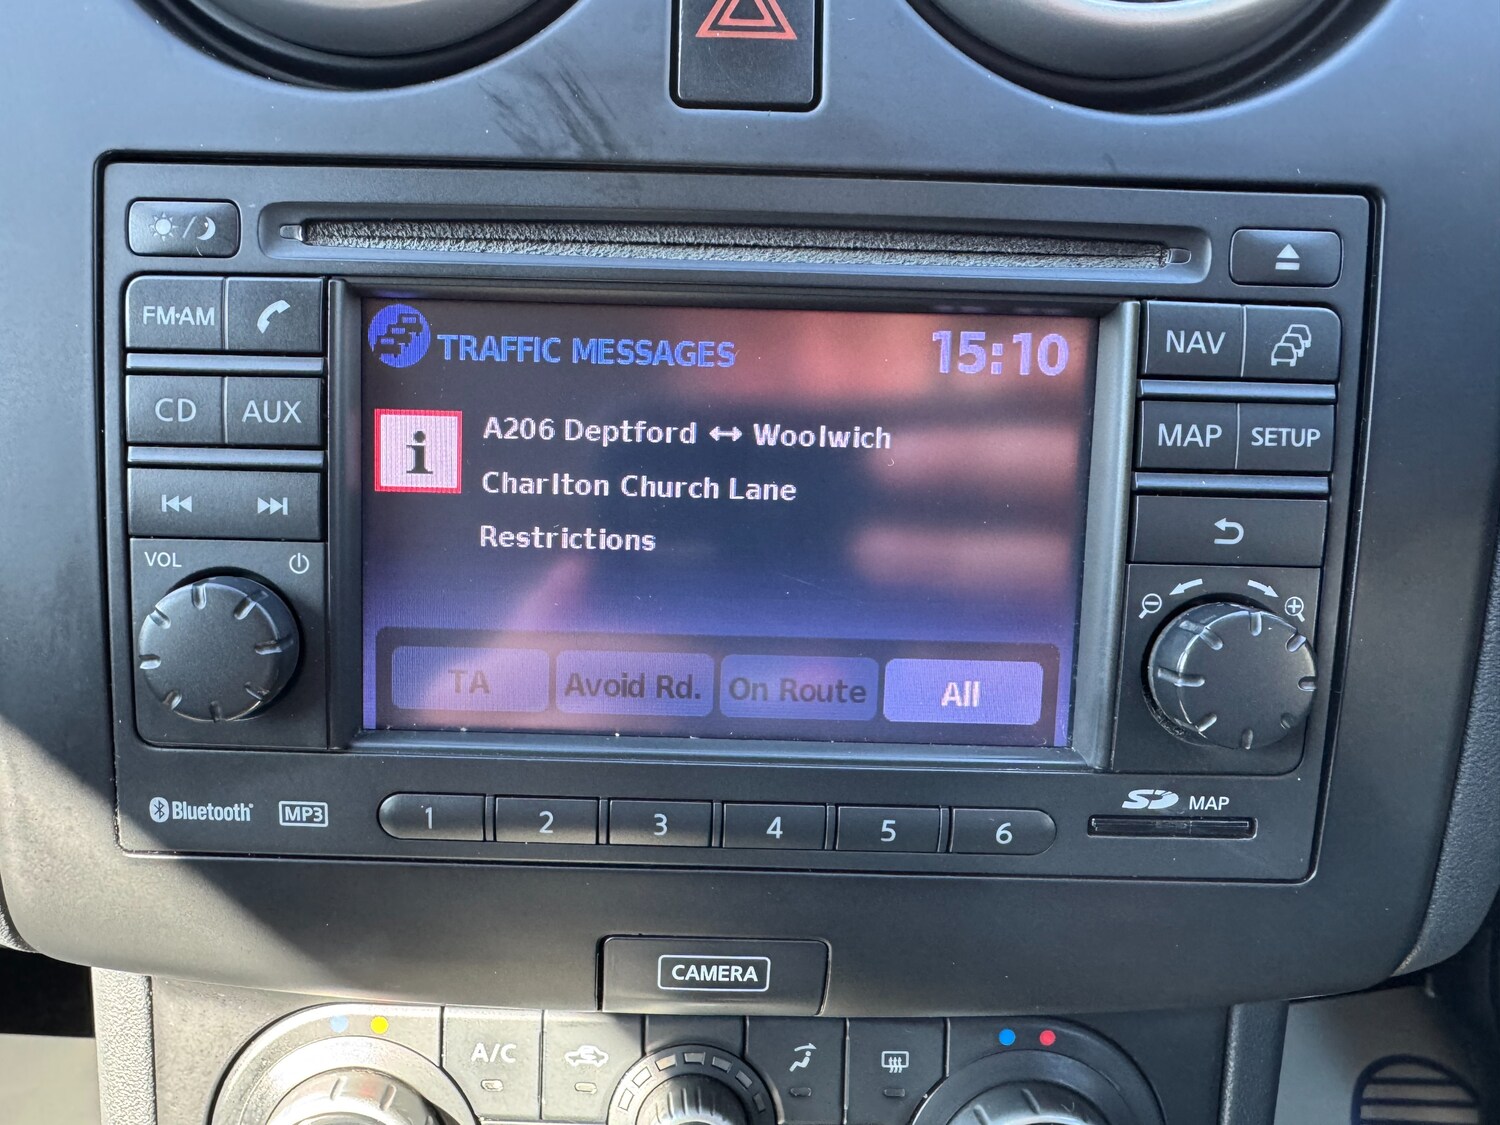 FM·AM
CD AUX
VOL
TRAFFIC MESSAGES 15:10
A206 Deptford ↔ Woolwich
Charlton Church Lane
Restrictions
TA Avoid Rd. On Route All
NAV
MAP SETUP
Bluetooth MP3
1 2 3 4 5 6
SD MAP
CAMERA
A/C